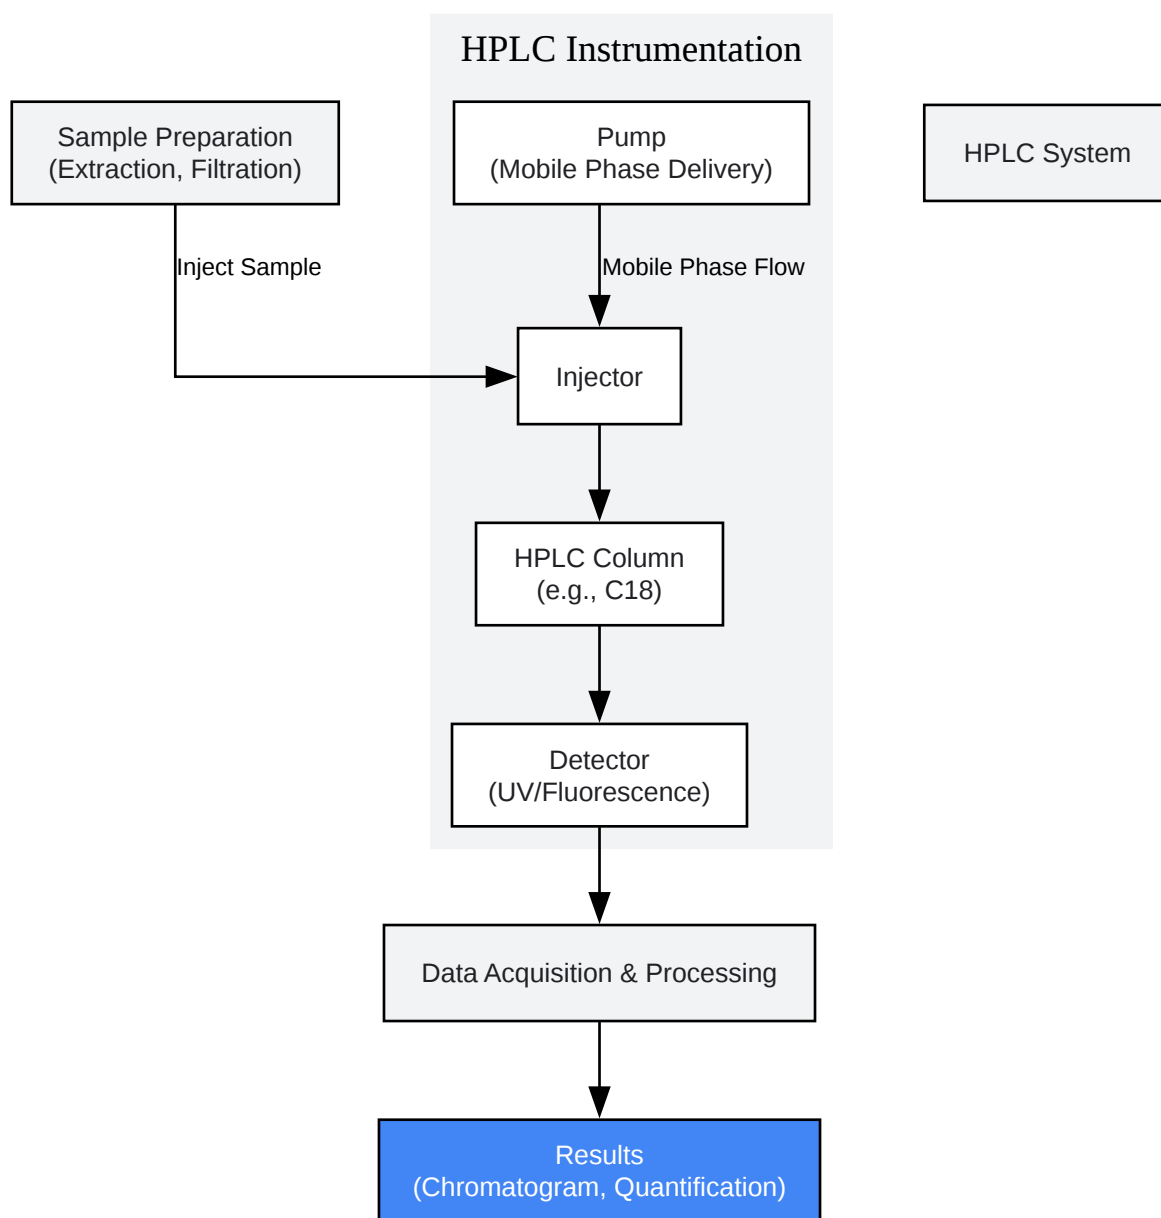 HPLC Instrumentation
Sample Preparation
(Extraction, Filtration)
Pump
(Mobile Phase Delivery)
HPLC System
Inject Sample
Mobile Phase Flow
Injector
HPLC Column
(e.g., C18)
Detector
(UV/Fluorescence)
Data Acquisition & Processing
Results
(Chromatogram, Quantification)